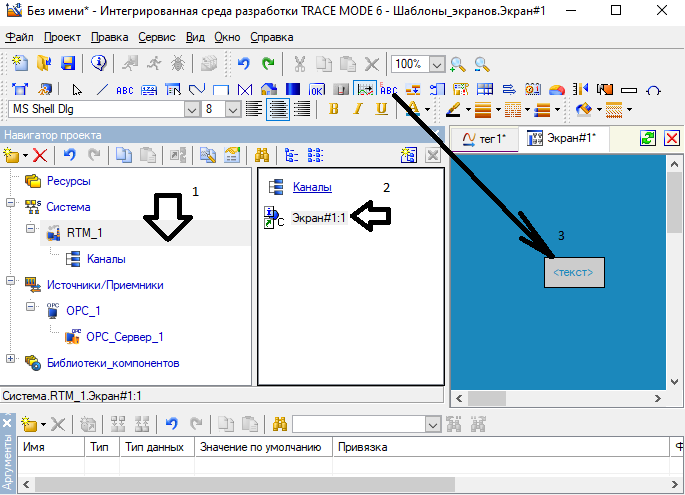 Без имени* - Интегрированная среда разработки TRACE MODE 6 - Шаблоны_экранов.Экран#1
Файл Проект Правка Сервис Вид Окно Справка
100%
ABC OK ABC
MS Shell Dlg 8 B I U A
Навигатор проекта
тег1* Экран#1*
Ресурсы
Система
RTM_1
Каналы
Источники/Приемники
OPC_1
OPC_Сервер_1
Библиотеки_компонентов
1
Каналы 2
Экран#1:1
3
<текст>
Система.RTM_1.Экран#1:1
Аргументы
Имя Тип Тип данных Значение по умолчанию Привязка Ф